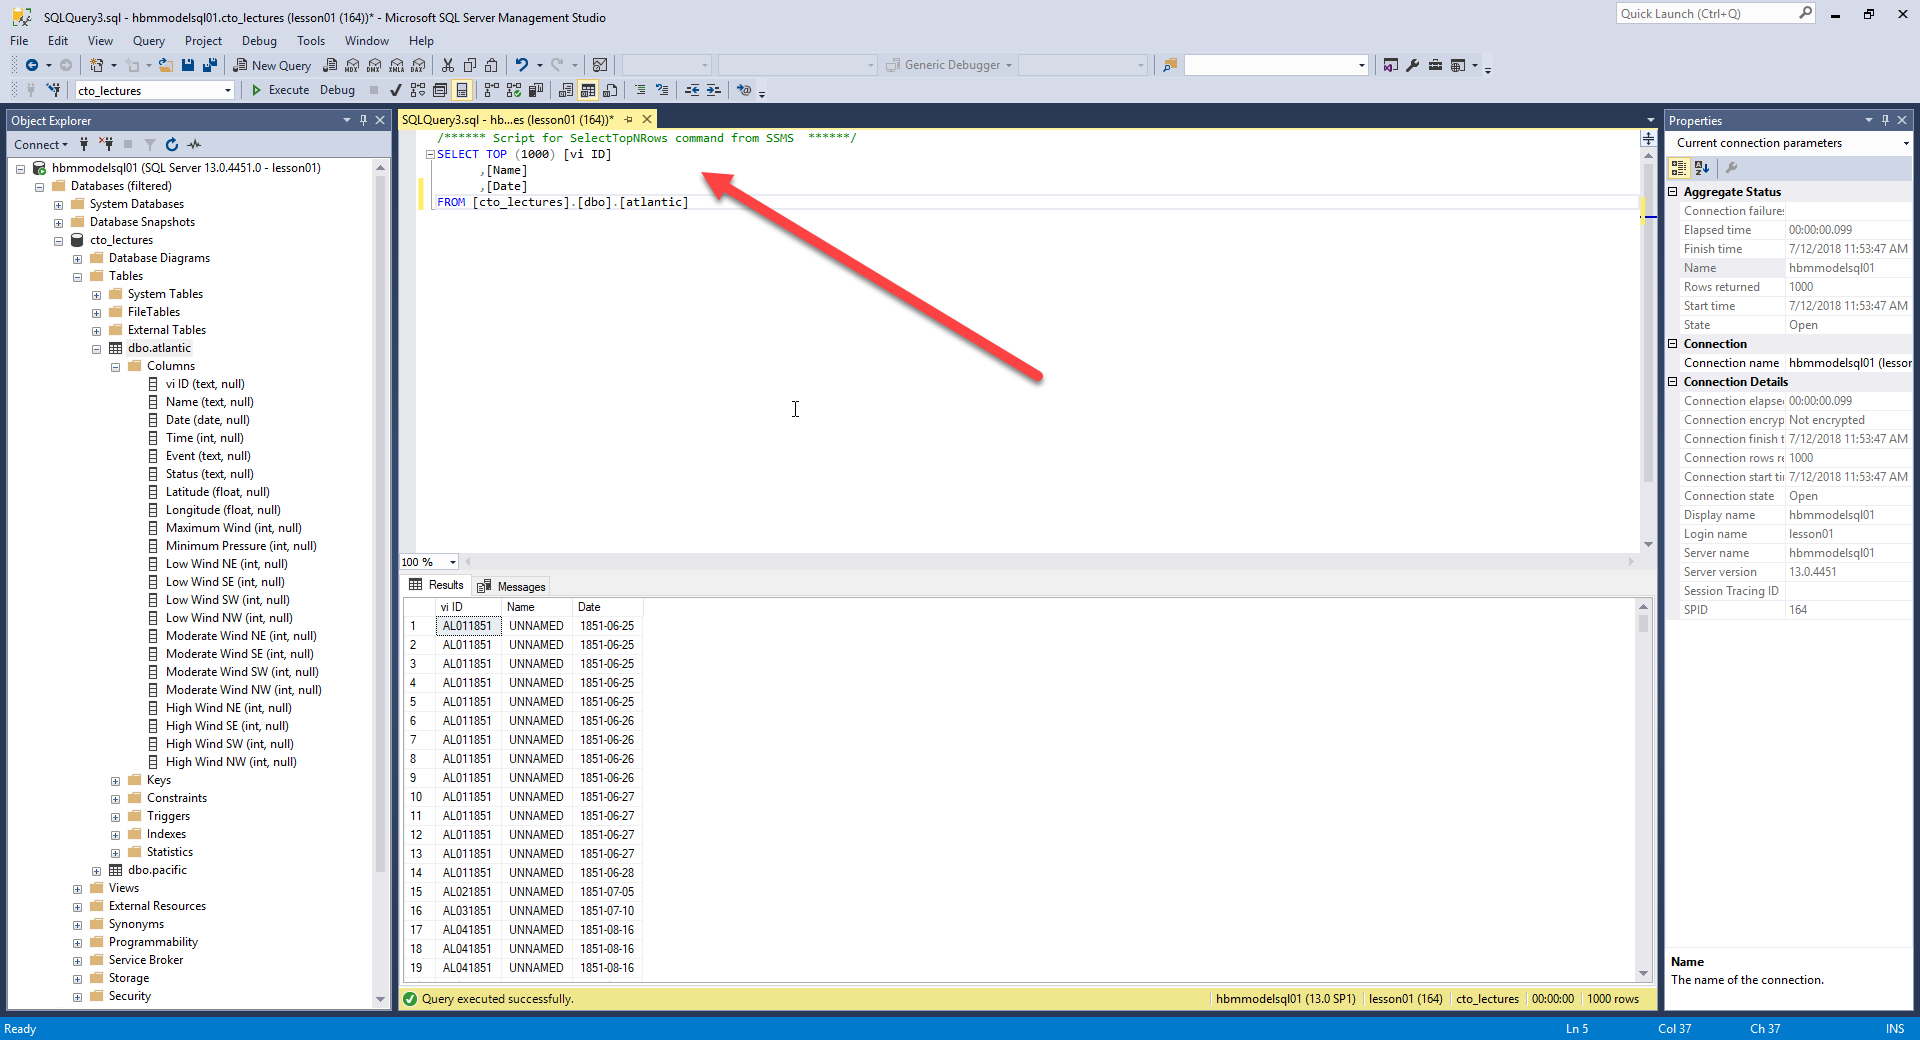 SQLQuery3.sql - hbmmodelsql01.cto_lectures (lesson01 (164))* - Microsoft SQL Server Management Studio
Quick Launch (Ctrl+Q)
File Edit View Query Project Debug Tools Window Help
New Query
MDX DMX XMLA DAX
Generic Debugger
cto_lectures
Execute Debug
Object Explorer
Connect
hbmmodelsql01 (SQL Server 13.0.4451.0 - lesson01)
Databases (filtered)
System Databases
Database Snapshots
cto_lectures
Database Diagrams
Tables
System Tables
FileTables
External Tables
dbo.atlantic
Columns
vi ID (text, null)
Name (text, null)
Date (date, null)
Time (int, null)
Event (text, null)
Status (text, null)
Latitude (float, null)
Longitude (float, null)
Maximum Wind (int, null)
Minimum Pressure (int, null)
Low Wind NE (int, null)
Low Wind SE (int, null)
Low Wind SW (int, null)
Low Wind NW (int, null)
Moderate Wind NE (int, null)
Moderate Wind SE (int, null)
Moderate Wind SW (int, null)
Moderate Wind NW (int, null)
High Wind NE (int, null)
High Wind SE (int, null)
High Wind SW (int, null)
High Wind NW (int, null)
Keys
Constraints
Triggers
Indexes
Statistics
dbo.pacific
Views
External Resources
Synonyms
Programmability
Service Broker
Storage
Security
SQLQuery3.sql - hb...es (lesson01 (164))*
/****** Script for SelectTopNRows command from SSMS ******/
SELECT TOP (1000) [vi ID]
,[Name]
,[Date]
FROM [cto_lectures].[dbo].[atlantic]
100 %
Results Messages
vi ID Name Date
1 AL011851 UNNAMED 1851-06-25
2 AL011851 UNNAMED 1851-06-25
3 AL011851 UNNAMED 1851-06-25
4 AL011851 UNNAMED 1851-06-25
5 AL011851 UNNAMED 1851-06-25
6 AL011851 UNNAMED 1851-06-26
7 AL011851 UNNAMED 1851-06-26
8 AL011851 UNNAMED 1851-06-26
9 AL011851 UNNAMED 1851-06-26
10 AL011851 UNNAMED 1851-06-27
11 AL011851 UNNAMED 1851-06-27
12 AL011851 UNNAMED 1851-06-27
13 AL011851 UNNAMED 1851-06-27
14 AL011851 UNNAMED 1851-06-28
15 AL021851 UNNAMED 1851-07-05
16 AL031851 UNNAMED 1851-07-10
17 AL041851 UNNAMED 1851-08-16
18 AL041851 UNNAMED 1851-08-16
19 AL041851 UNNAMED 1851-08-16
Query executed successfully.
hbmmodelsql01 (13.0 SP1) lesson01 (164) cto_lectures 00:00:00 1000 rows
Properties
Current connection parameters
Aggregate Status
Connection failures
Elapsed time 00:00:00.099
Finish time 7/12/2018 11:53:47 AM
Name hbmmodelsql01
Rows returned 1000
Start time 7/12/2018 11:53:47 AM
State Open
Connection
Connection name hbmmodelsql01 (lesson
Connection Details
Connection elapse 00:00:00.099
Connection encryp Not encrypted
Connection finish t 7/12/2018 11:53:47 AM
Connection rows re 1000
Connection start ti 7/12/2018 11:53:47 AM
Connection state Open
Display name hbmmodelsql01
Login name lesson01
Server name hbmmodelsql01
Server version 13.0.4451
Session Tracing ID
SPID 164
Name
The name of the connection.
Ready
Ln 5 Col 37 Ch 37 INS